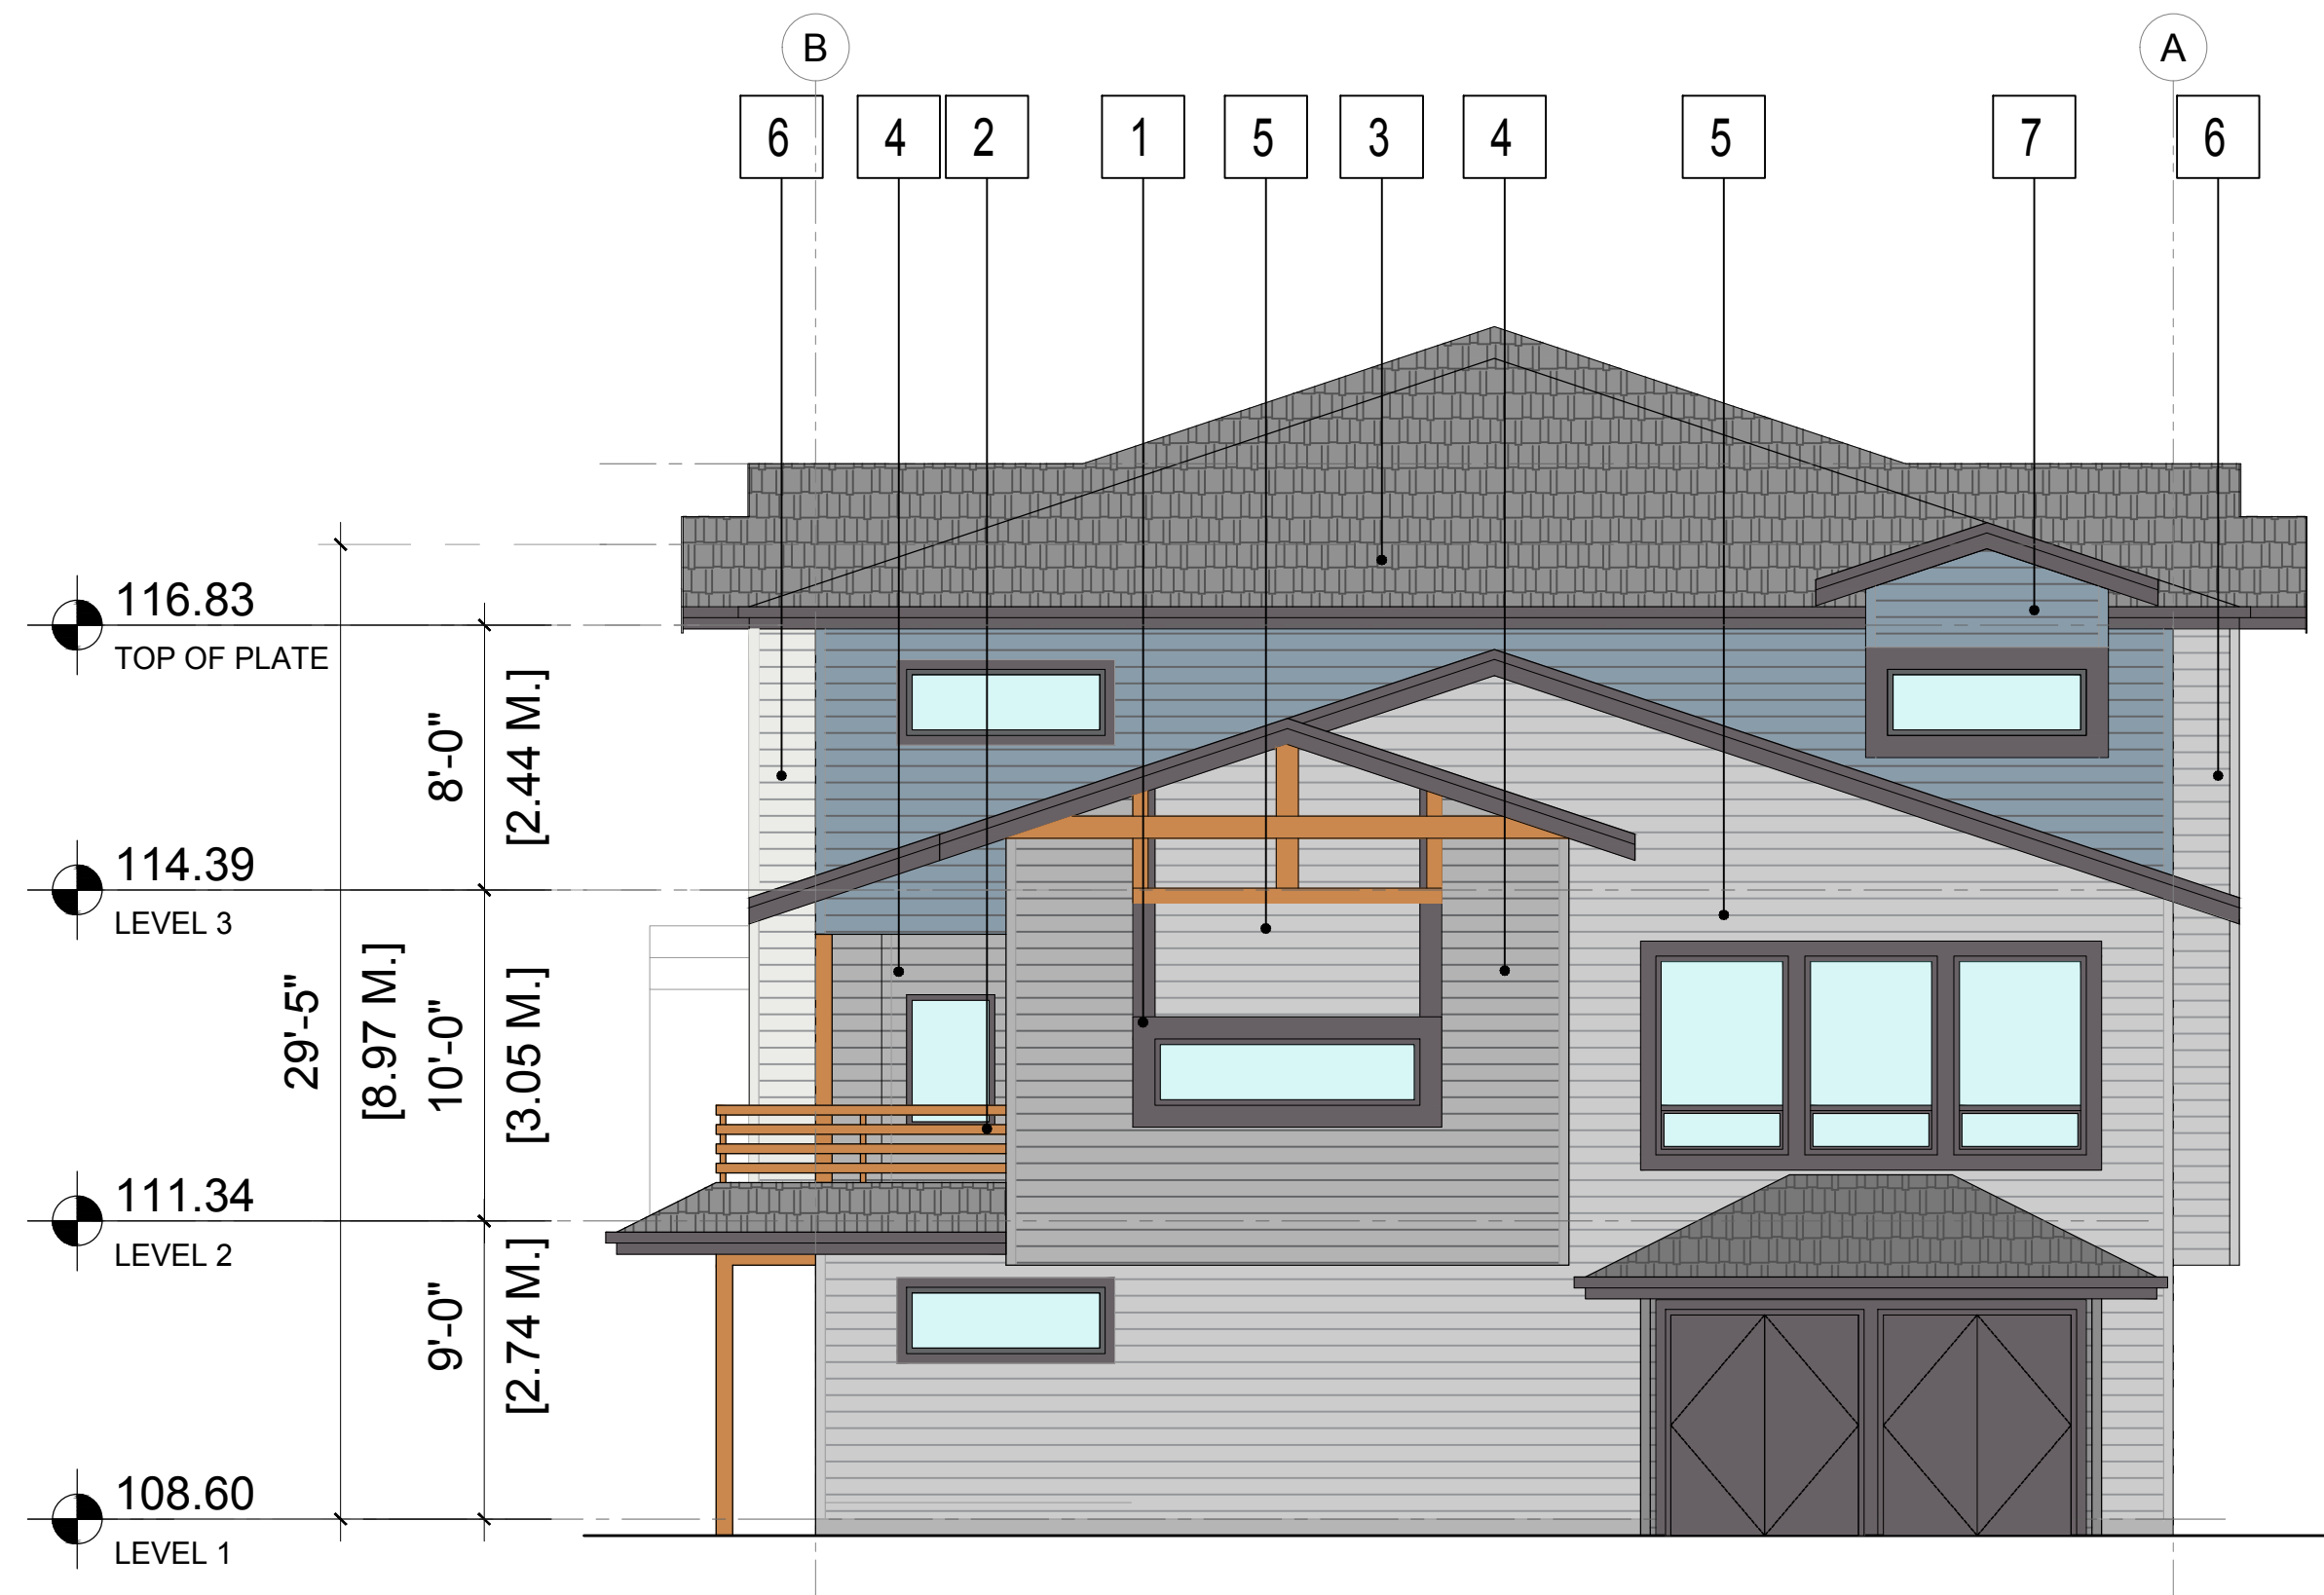 B
A
6
4
2
1
5
3
4
5
7
6
116.83
TOP OF PLATE
8'-0"
[2.44 M.]
114.39
LEVEL 3
29'-5"
[8.97 M.]
10'-0"
[3.05 M.]
111.34
LEVEL 2
9'-0"
[2.74 M.]
108.60
LEVEL 1